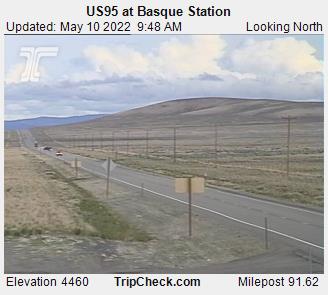 US95 at Basque Station
Updated: May 10 2022 9:48 AM Looking North
Elevation 4460 TripCheck.com Milepost 91.62